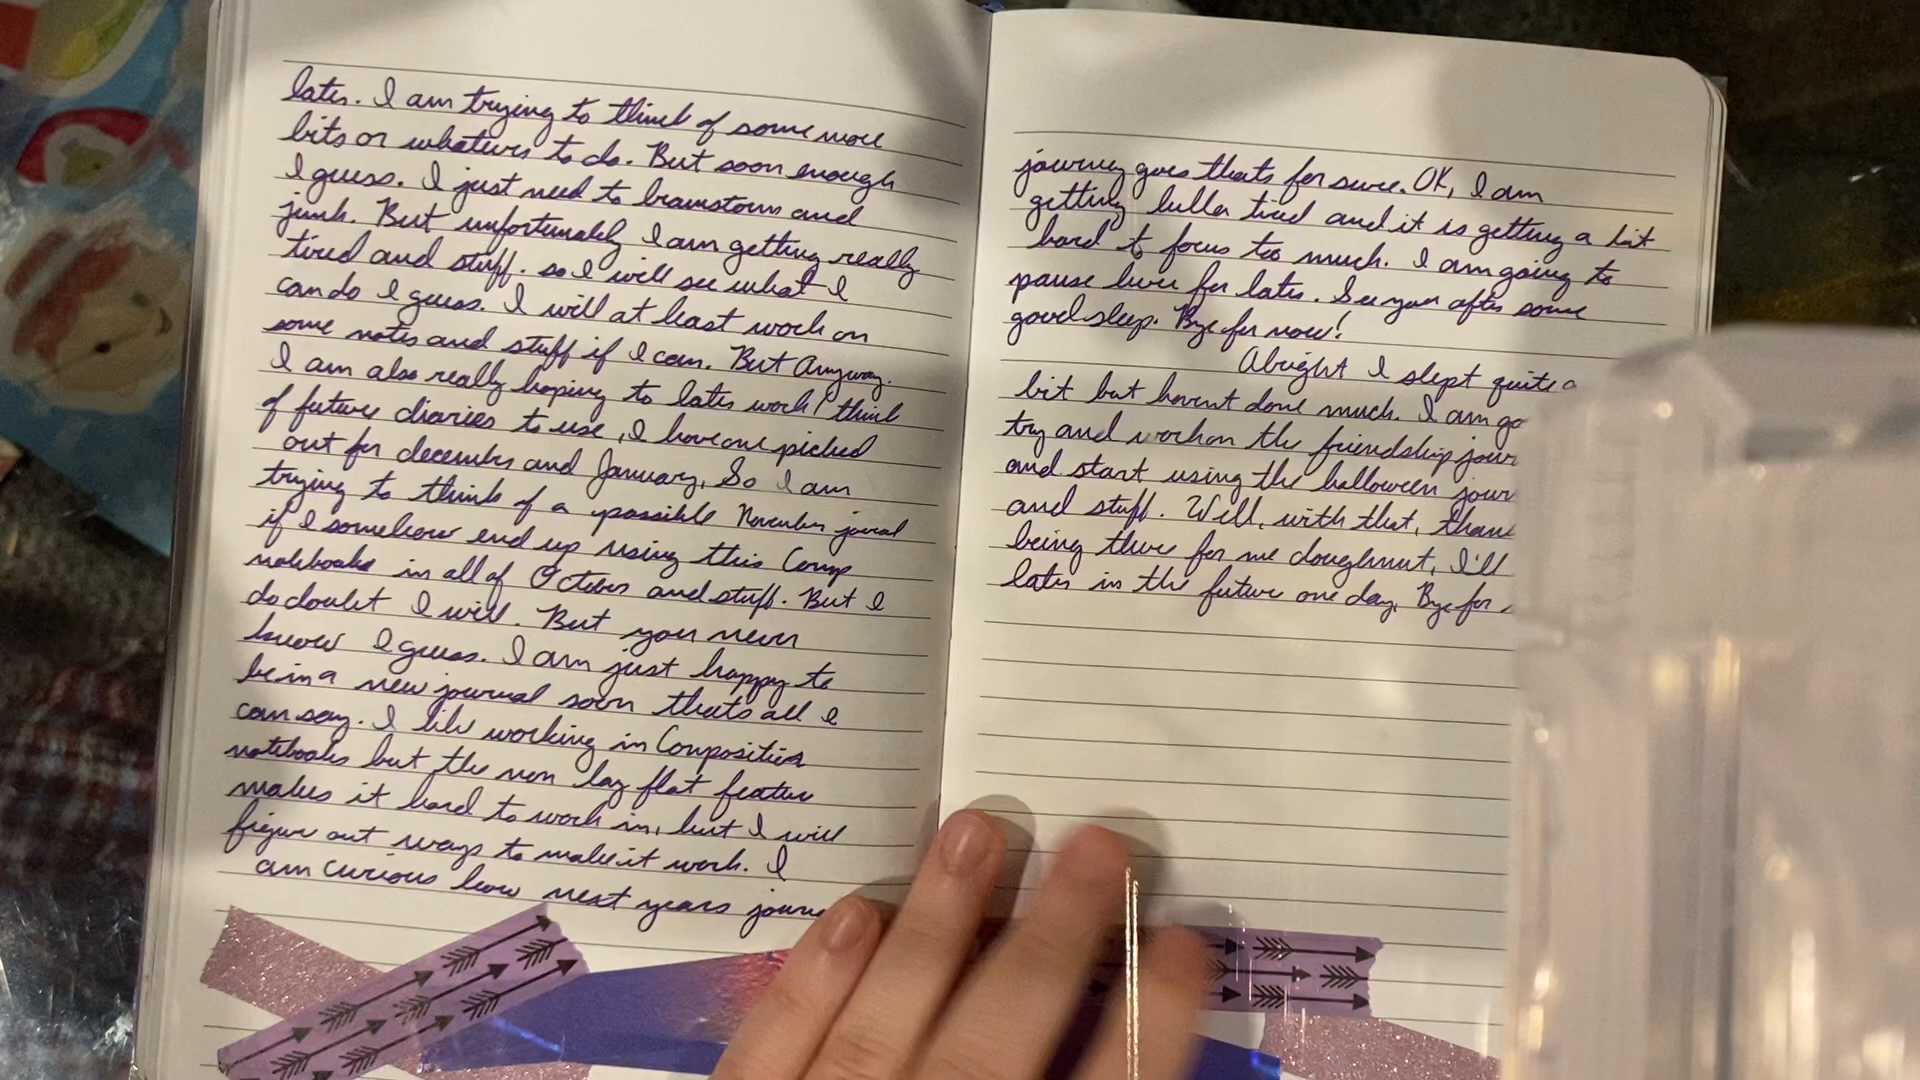 later. I am trying to think of some more
bits or whatever to do. But soon enough
I guess. I just need to brainstorm and
junk. But unfortunately I am getting really
tired and stuff. so I will see what I
can do I guess. I will at least work on
some notes and stuff if I can. But Anyway.
I am also really hoping to later work/think
of future diaries to use, I have one picked
out for december and January, So I am
trying to think of a possible November journal
if I somehow end up using this Comp
notebooks in all of October and stuff. But I
do doubt I will. But you never
know I guess. I am just happy to
be in a new journal soon thats all I
can say. I like working in Composition
notebooks but the non lay flat feature
makes it hard to work in, but I will
figure out ways to make it work. I
am curious how next years journ
journey goes thats for sure. OK, I am
getting hella tired and it is getting a bit
hard to focus too much. I am going to
pause here for later. See you after some
good sleep. Bye for now!
Alright I slept quite a
bit but havent done much. I am go
try and work on the friendship jour
and start using the halloween jour
and stuff. Well, with that, than
being there for me doughnut, I'll
later in the future one day, Bye for